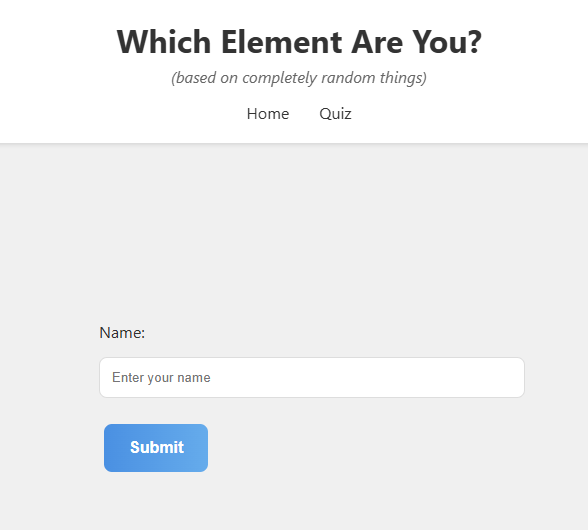 Which Element Are You?
(based on completely random things)
Home Quiz
Name:
Enter your name
Submit